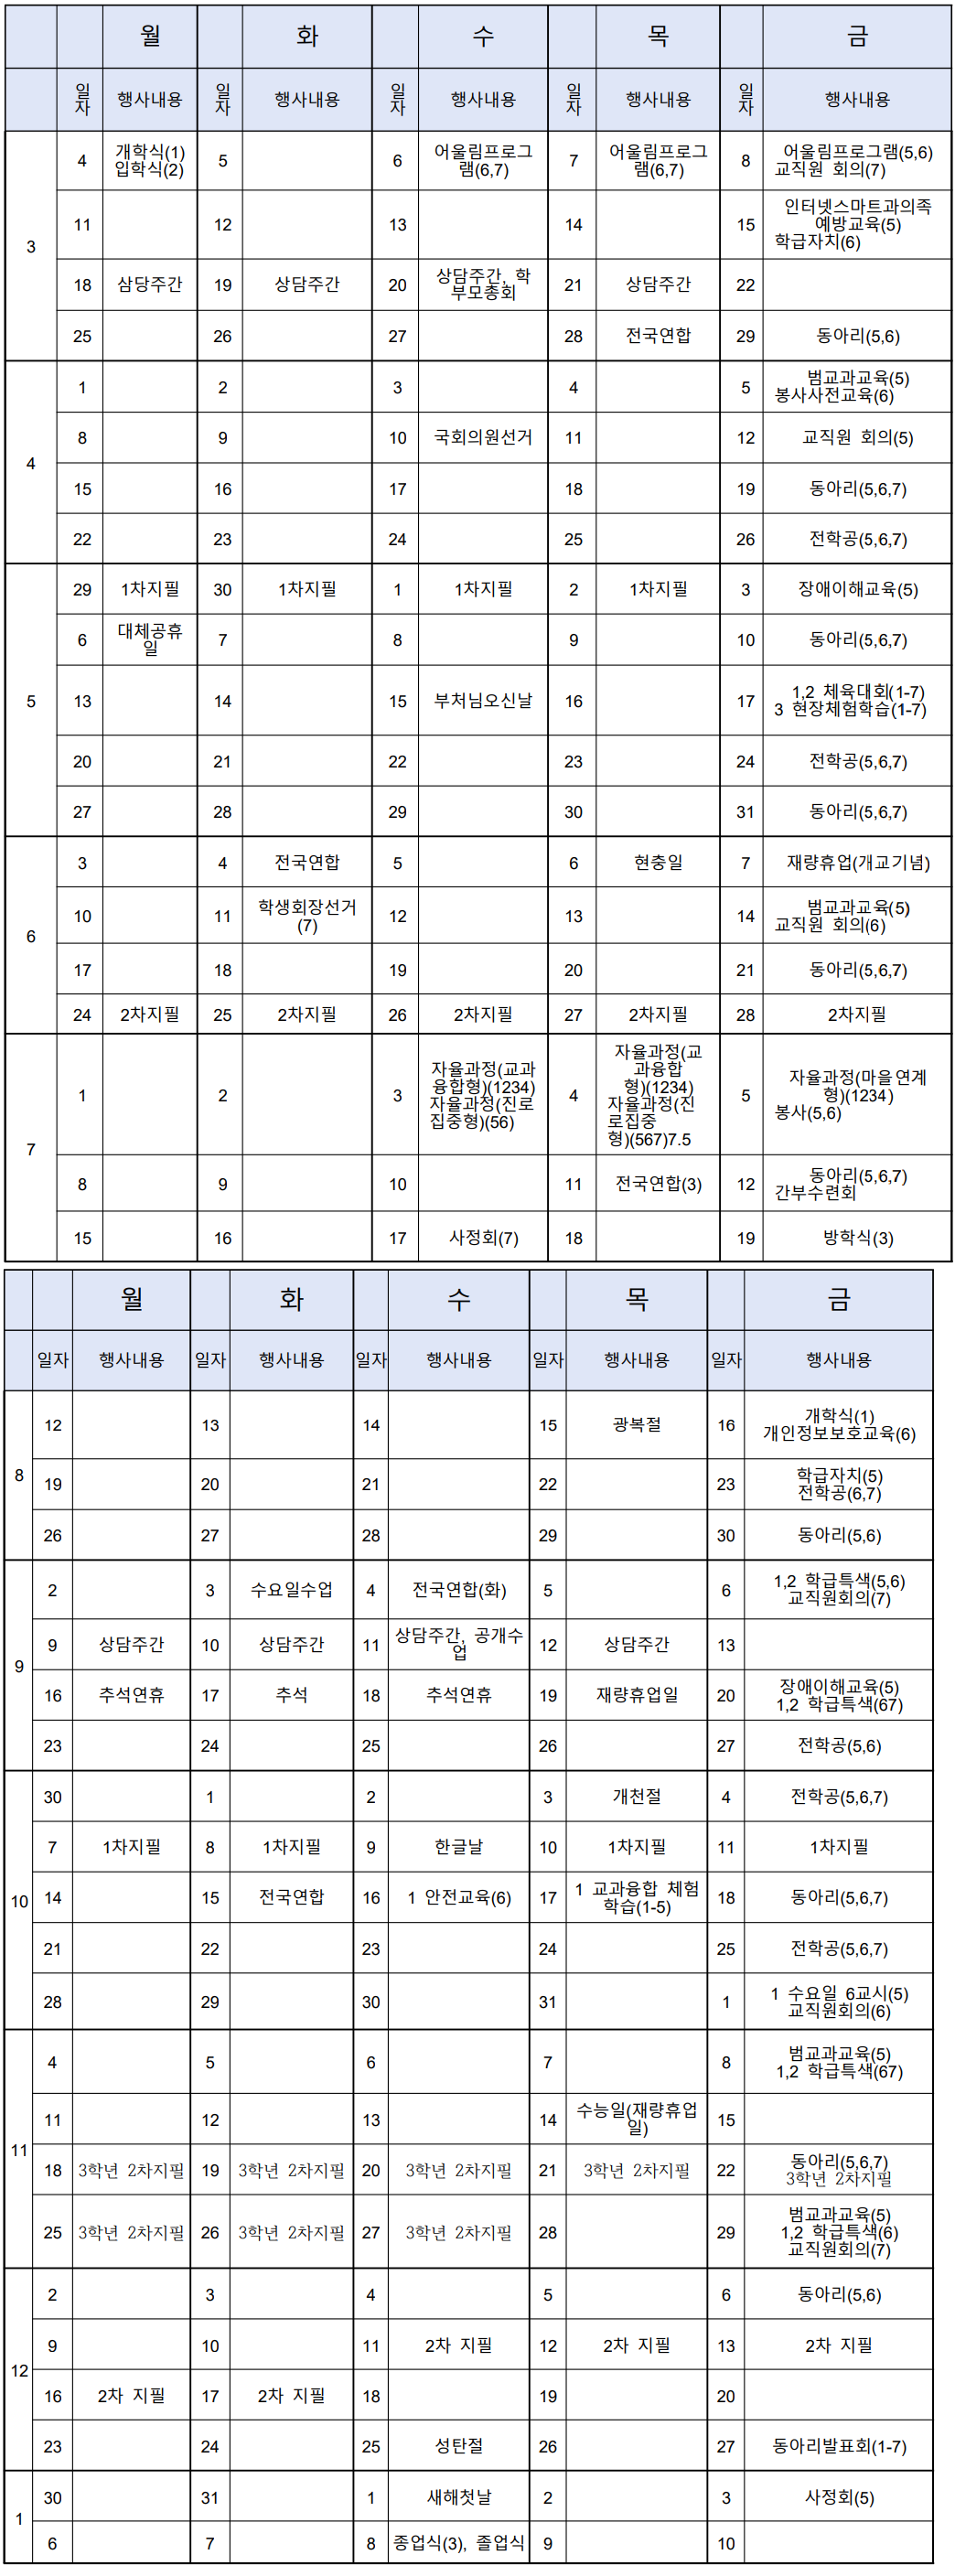 월 화 수 목 금
일자 행사내용 일자 행사내용 일자 행사내용 일자 행사내용 일자 행사내용
3
4 개학식(1) 5 6 어울림프로그 7 어울림프로그 8 어울림프로그램(5,6)
입학식(2) 램(6,7) 램(6,7) 교직원 회의(7)
11 12 13 14 15 인터넷스마트과의족
예방교육(5)
학급자치(6)
18 삼당주간 19 상담주간 20 상담주간, 학 21 상담주간 22
부모총회
25 26 27 28 전국연합 29 동아리(5,6)
4
1 2 3 4 5 범교과교육(5)
봉사사전교육(6)
8 9 10 국회의원선거 11 12 교직원 회의(5)
15 16 17 18 19 동아리(5,6,7)
22 23 24 25 26 전학공(5,6,7)
5
29 1차지필 30 1차지필 1 1차지필 2 1차지필 3 장애이해교육(5)
6 대체공휴 7 8 9 10 동아리(5,6,7)
일
13 14 15 부처님오신날 16 17 1,2 체육대회(1-7)
3 현장체험학습(1-7)
20 21 22 23 24 전학공(5,6,7)
27 28 29 30 31 동아리(5,6,7)
6
3 4 전국연합 5 6 현충일 7 재량휴업(개교기념)
10 11 학생회장선거 12 13 14 범교과교육(5)
(7) 교직원 회의(6)
17 18 19 20 21 동아리(5,6,7)
24 2차지필 25 2차지필 26 2차지필 27 2차지필 28 2차지필
7
1 2 3 자율과정(교과
융합형)(1234)
자율과정(진로
집중형)(56)
4 자율과정(교
과융합
형)(1234)
자율과정(진
로집중
형)(567)7.5
5 자율과정(마을연계
형)(1234)
봉사(5,6)
8 9 10 11 전국연합(3) 12 동아리(5,6,7)
간부수련회
15 16 17 사정회(7) 18 19 방학식(3)
월 화 수 목 금
일자 행사내용 일자 행사내용 일자 행사내용 일자 행사내용 일자 행사내용
8
12 13 14 15 광복절 16 개학식(1)
개인정보보호교육(6)
19 20 21 22 23 학급자치(5)
전학공(6,7)
26 27 28 29 30 동아리(5,6)
9
2 3 수요일수업 4 전국연합(화) 5 6 1,2 학급특색(5,6)
교직원회의(7)
9 상담주간 10 상담주간 11 상담주간, 공개수 12 상담주간 13
업
16 추석연휴 17 추석 18 추석연휴 19 재량휴업일 20 장애이해교육(5)
1,2 학급특색(67)
23 24 25 26 27 전학공(5,6)
10
30 1 2 3 개천절 4 전학공(5,6,7)
7 1차지필 8 1차지필 9 한글날 10 1차지필 11 1차지필
14 15 전국연합 16 1 안전교육(6) 17 1 교과융합 체험 18 동아리(5,6,7)
학습(1-5)
21 22 23 24 25 전학공(5,6,7)
28 29 30 31 1 1 수요일 6교시(5)
교직원회의(6)
11
4 5 6 7 8 범교과교육(5)
1,2 학급특색(67)
11 12 13 14 수능일(재량휴업 15
일)
18 3학년 2차지필 19 3학년 2차지필 20 3학년 2차지필 21 3학년 2차지필 22 동아리(5,6,7)
3학년 2차지필
25 3학년 2차지필 26 3학년 2차지필 27 3학년 2차지필 28 29 범교과교육(5)
1,2 학급특색(6)
교직원회의(7)
12
2 3 4 5 6 동아리(5,6)
9 10 11 2차 지필 12 2차 지필 13 2차 지필
16 2차 지필 17 2차 지필 18 19 20
23 24 25 성탄절 26 27 동아리발표회(1-7)
1
30 31 1 새해첫날 2 3 사정회(5)
6 7 8 종업식(3), 졸업식 9 10